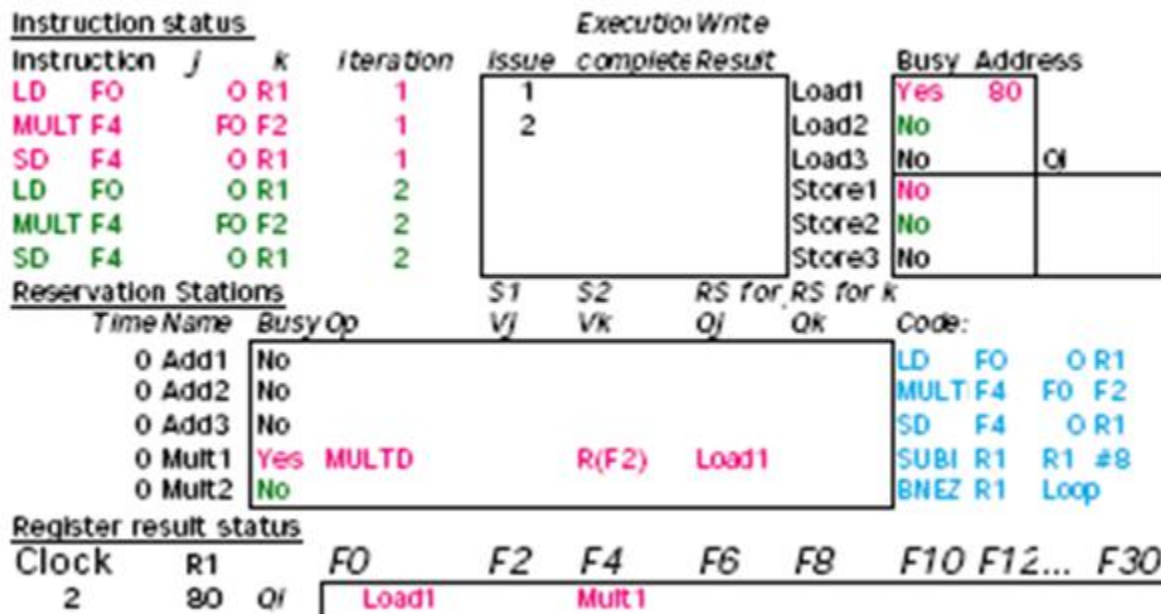 Instruction status Execution Write
Instruction j k Iteration Issue complete Result Busy Address
LD F0 0 R1 1 1 Load1 Yes 80
MULT F4 F0 F2 1 2 Load2 No
SD F4 0 R1 1 Load3 No Qi
LD F0 0 R1 2 Store1 No
MULT F4 F0 F2 2 Store2 No
SD F4 0 R1 2 Store3 No
Reservation Stations S1 S2 RS for RS for k
Time Name Busy Op Vj Vk Qj Qk Code:
0 Add1 No LD F0 0 R1
0 Add2 No MULT F4 F0 F2
0 Add3 No SD F4 0 R1
0 Mult1 Yes MULTD R(F2) Load1 SUBI R1 R1 #8
0 Mult2 No BNEZ R1 Loop
Register result status
Clock R1 F0 F2 F4 F6 F8 F10 F12... F30
2 80 Qi Load1 Mult1